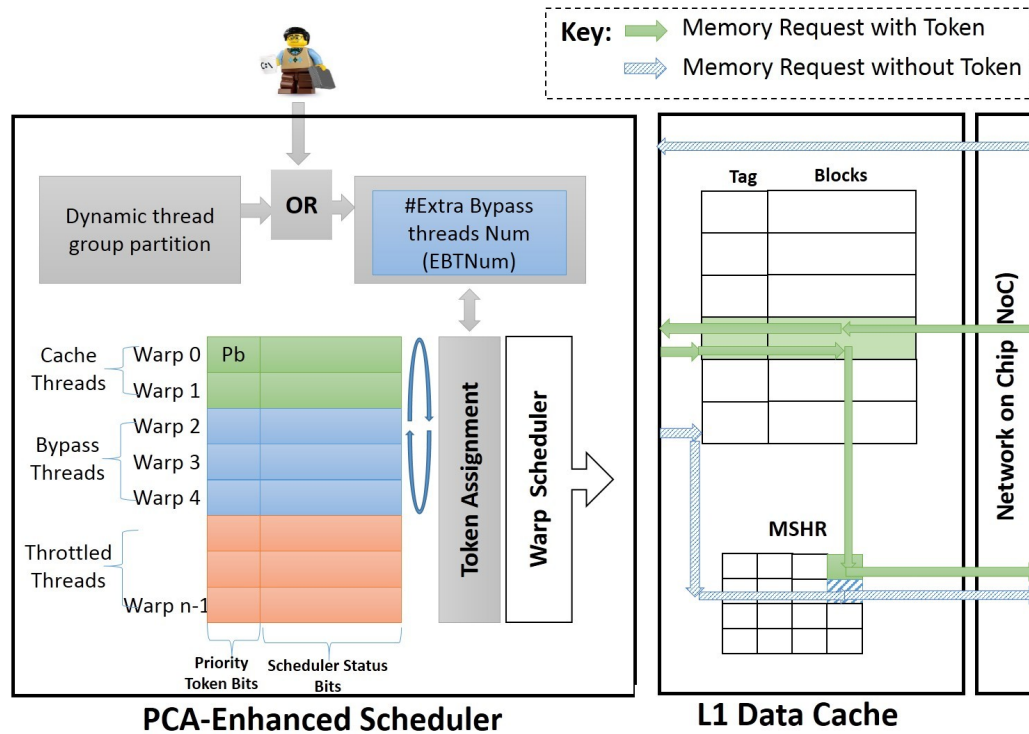 Key:
Memory Request with Token
Memory Request without Token
C:\
Dynamic thread
group partition
OR
#Extra Bypass
threads Num
(EBTNum)
Cache
Threads
Bypass
Threads
Throttled
Threads
Warp 0
Warp 1
Warp 2
Warp 3
Warp 4
Warp n-1
Pb
Priority
Token Bits
Scheduler Status
Bits
Token Assignment
Warp Scheduler
PCA-Enhanced Scheduler
Tag
Blocks
MSHR
L1 Data Cache
Network on Chip NoC)